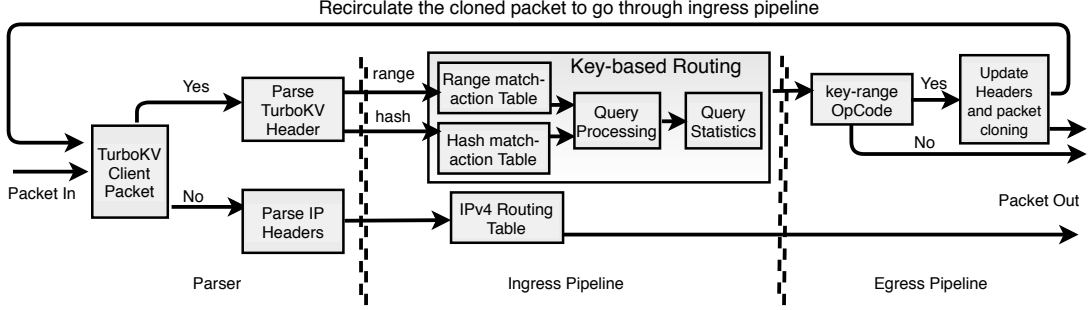 Recirculate the cloned packet to go through ingress pipeline
Yes
Parse
TurboKV
Header
range
hash
Range match-
action Table
Hash match-
action Table
Key-based Routing
Query
Processing
Query
Statistics
key-range
OpCode
Yes
Update
Headers
and packet
cloning
No
TurboKV
Client
Packet
Packet In
No
Parse IP
Headers
IPv4 Routing
Table
Packet Out
Parser
Ingress Pipeline
Egress Pipeline